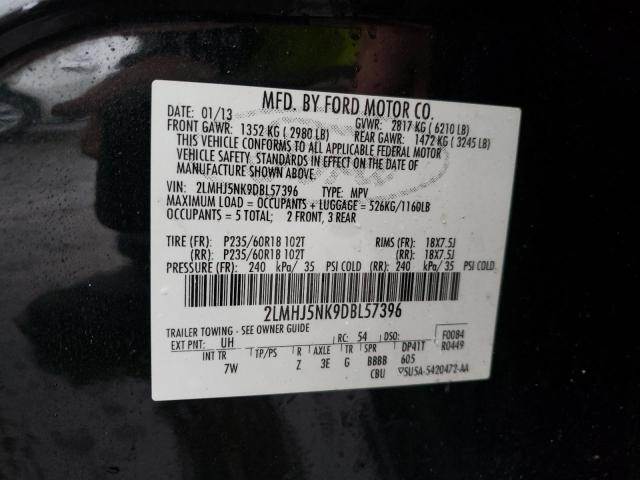 MFD. BY FORD MOTOR CO.
DATE: 01/13 GVWR: 2817 KG ( 6210 LB)
FRONT GAWR: 1352 KG ( 2980 LB) REAR GAWR: 1472 KG ( 3245 LB)
THIS VEHICLE CONFORMS TO ALL APPLICABLE FEDERAL MOTOR
VEHICLE SAFETY STANDARDS IN EFFECT ON THE DATE OF
MANUFACTURE SHOWN ABOVE.
VIN: 2LMHJ5NK9DBL57396 TYPE: MPV
MAXIMUM LOAD = OCCUPANTS + LUGGAGE = 526KG/1160LB
OCCUPANTS = 5 TOTAL; 2 FRONT, 3 REAR
TIRE (FR): P235/60R18 102T RIMS (FR): 18X7.5J
(RR): P235/60R18 102T (RR): 18X7.5J
PRESSURE (FR): 240 kPa/ 35 PSI COLD (RR): 240 kPa/ 35 PSI COLD
2LMHJ5NK9DBL57396
TRAILER TOWING - SEE OWNER GUIDE
EXT PNT: UH RC: 54 DSO: F0084
INT TR TP/PS R AXLE TR SPR DP41T R0449
7W Z 3E G BBBB 605
CBU 5U5A-5420472-AA